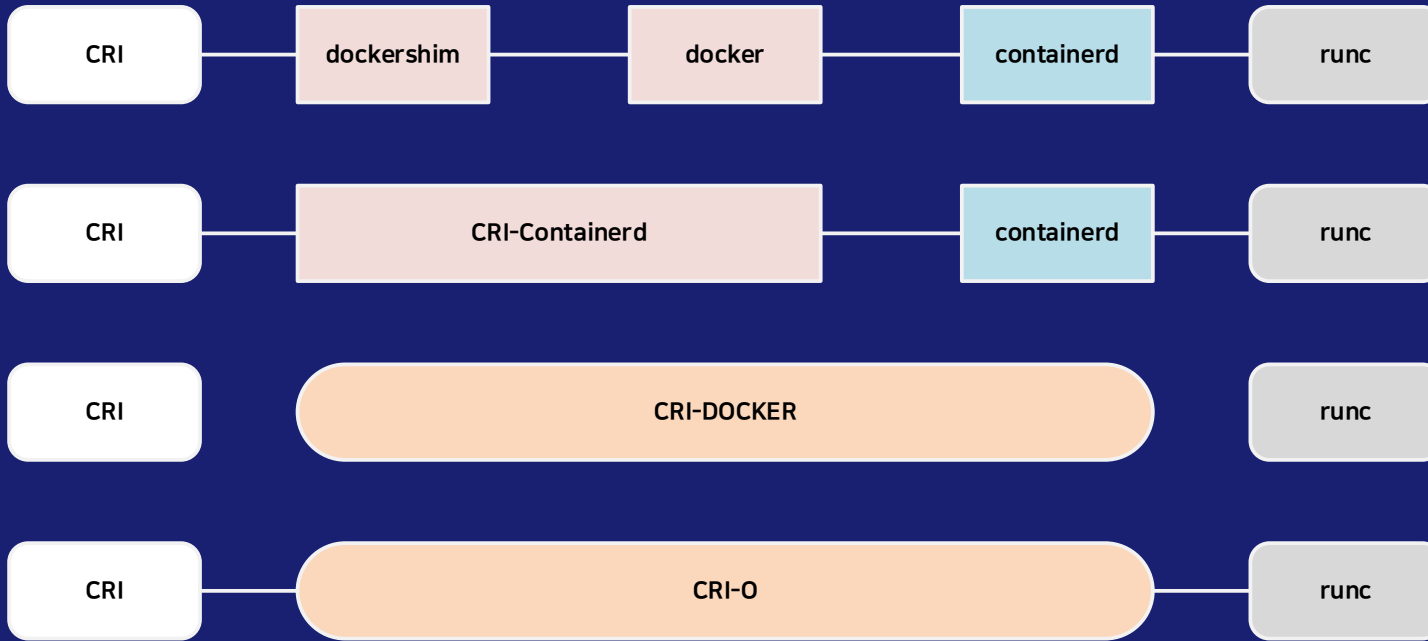 CRI dockershim docker containerd runc
CRI CRI-Containerd containerd runc
CRI CRI-DOCKER runc
CRI CRI-O runc